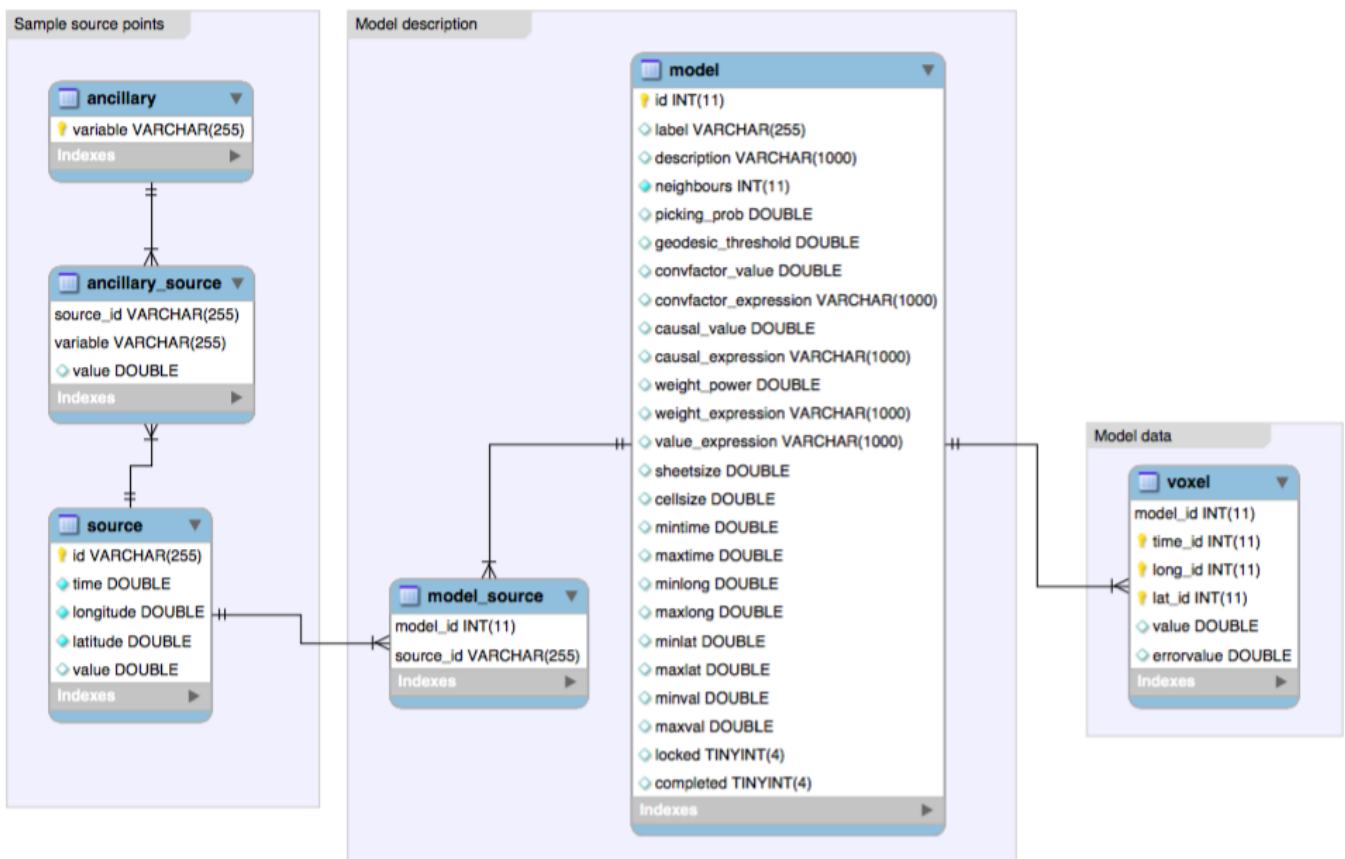 Sample source points
ancillary
variable VARCHAR(255)
Indexes
ancillary_source
source_id VARCHAR(255)
variable VARCHAR(255)
value DOUBLE
Indexes
source
id VARCHAR(255)
time DOUBLE
longitude DOUBLE
latitude DOUBLE
value DOUBLE
Indexes
Model description
model
id INT(11)
label VARCHAR(255)
description VARCHAR(1000)
neighbours INT(11)
picking_prob DOUBLE
geodesic_threshold DOUBLE
convfactor_value DOUBLE
convfactor_expression VARCHAR(1000)
causal_value DOUBLE
causal_expression VARCHAR(1000)
weight_power DOUBLE
weight_expression VARCHAR(1000)
value_expression VARCHAR(1000)
sheetsize DOUBLE
cellsize DOUBLE
mintime DOUBLE
maxtime DOUBLE
minlong DOUBLE
maxlong DOUBLE
minlat DOUBLE
maxlat DOUBLE
minval DOUBLE
maxval DOUBLE
locked TINYINT(4)
completed TINYINT(4)
Indexes
model_source
model_id INT(11)
source_id VARCHAR(255)
Indexes
Model data
voxel
model_id INT(11)
time_id INT(11)
long_id INT(11)
lat_id INT(11)
value DOUBLE
errorvalue DOUBLE
Indexes